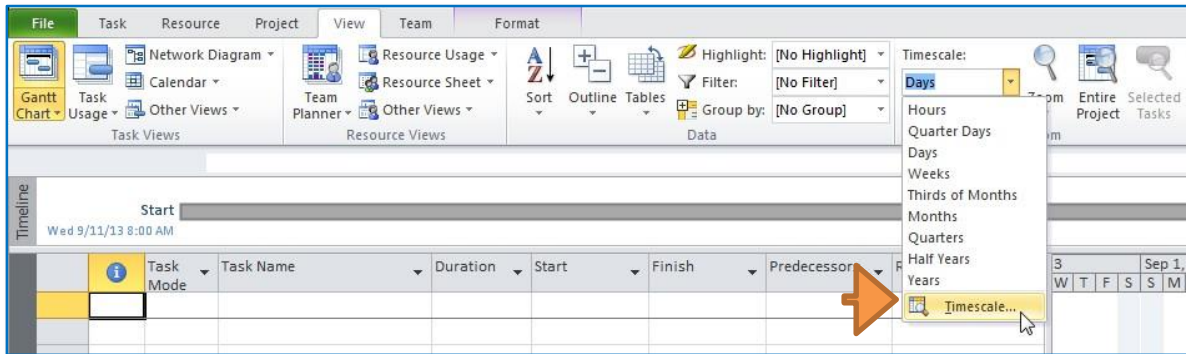 File Task Resource Project View Team Format
Network Diagram Resource Usage Highlight: [No Highlight] Timescale:
Calendar Resource Sheet Filter: [No Filter] Days
Gantt Chart Task Usage Other Views Team Planner Other Views Sort Outline Tables Group by: [No Group] Entire Project Selected Tasks
Task Views Resource Views Data
Hours
Quarter Days
Days
Weeks
Thirds of Months
Months
Quarters
Half Years
Years
Timescale...
Timeline
Start
Wed 9/11/13 8:00 AM
Task Mode Task Name Duration Start Finish 3 Sep 1,
W T F S S M